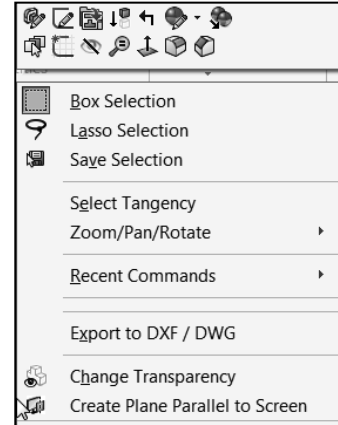 Box Selection
Lasso Selection
Save Selection
Select Tangency
Zoom/Pan/Rotate
Recent Commands
Export to DXF / DWG
Change Transparency
Create Plane Parallel to Screen